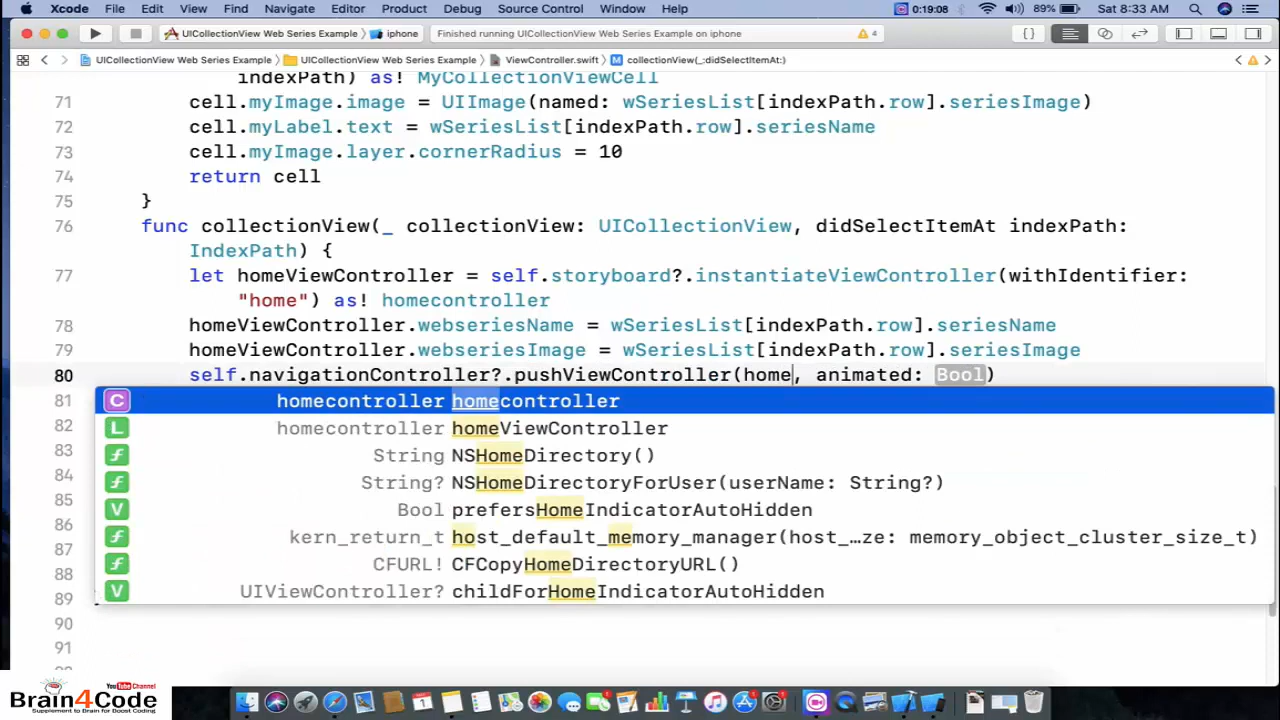 Xcode File Edit View Find Navigate Editor Product Debug Source Control Window Help 0:19:08 89% Sat 8:33 AM
UICollectionView Web Series Example iphone Finished running UICollectionView Web Series Example on iphone 4
UICollectionView Web Series Example UICollectionView Web Series Example ViewController.swift M collectionView(_:didSelectItemAt:)
indexPath) as! MyCollectionViewCell
71 cell.myImage.image = UIImage(named: wSeriesList[indexPath.row].seriesImage)
72 cell.myLabel.text = wSeriesList[indexPath.row].seriesName
73 cell.myImage.layer.cornerRadius = 10
74 return cell
75 }
76 func collectionView(_ collectionView: UICollectionView, didSelectItemAt indexPath:
IndexPath) {
77 let homeViewController = self.storyboard?.instantiateViewController(withIdentifier:
"home") as! homecontroller
78 homeViewController.webseriesName = wSeriesList[indexPath.row].seriesName
79 homeViewController.webseriesImage = wSeriesList[indexPath.row].seriesImage
80 self.navigationController?.pushViewController(home, animated: Bool)
81 C homecontroller homecontroller
82 L homecontroller homeViewController
83 f String NSHomeDirectory()
84 f String? NSHomeDirectoryForUser(userName: String?)
85 V Bool prefersHomeIndicatorAutoHidden
86
87 f kern_return_t host_default_memory_manager(host_…ze: memory_object_cluster_size_t)
88 f CFURL! CFCopyHomeDirectoryURL()
89 V UIViewController? childForHomeIndicatorAutoHidden
90
91
YouTube Channel
Brain4Code
Supplement to Brain for Boost Coding